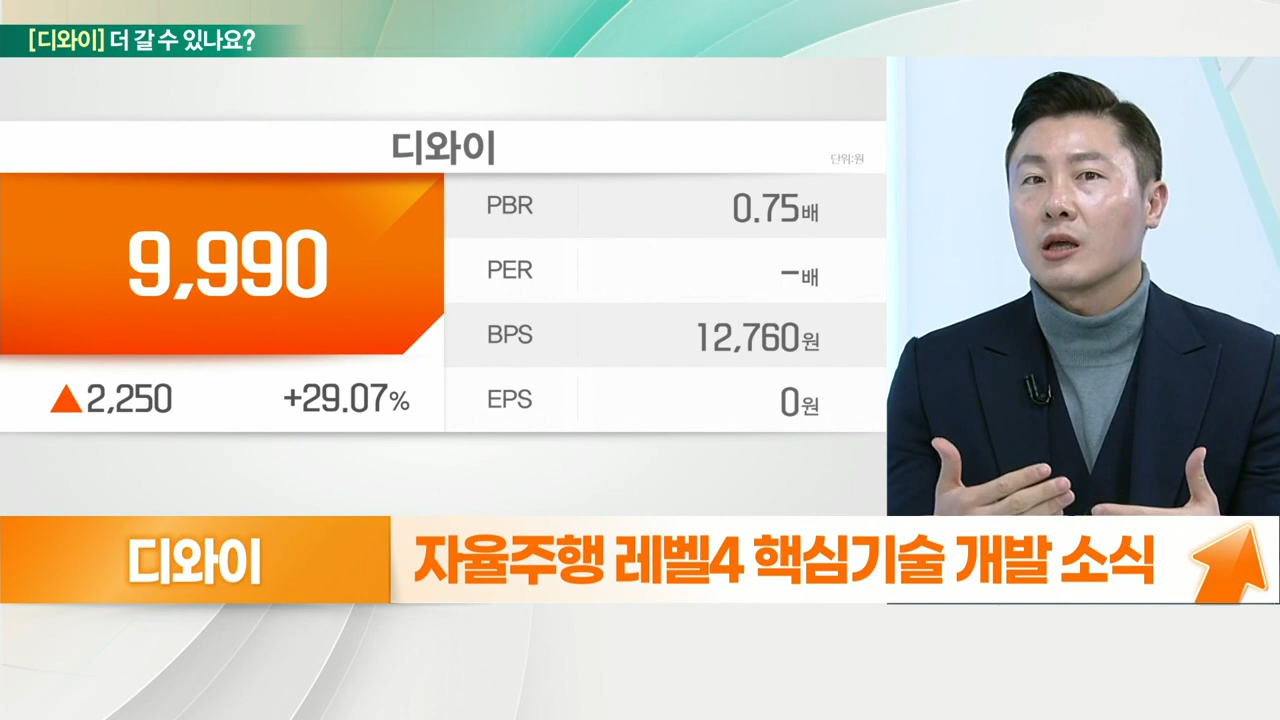 [디와이] 더 갈 수 있나요?
디와이
단위:원
9,990
▲2,250 +29.07%
PBR 0.75배
PER -배
BPS 12,760원
EPS 0원
디와이
자율주행 레벨4 핵심기술 개발 소식